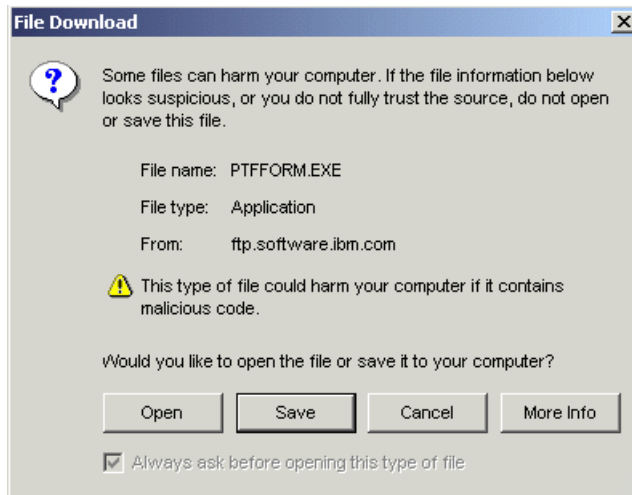 File Download
Some files can harm your computer. If the file information below
looks suspicious, or you do not fully trust the source, do not open
or save this file.
File name: PTFFORM.EXE
File type: Application
From: ftp.software.ibm.com
This type of file could harm your computer if it contains
malicious code.
Would you like to open the file or save it to your computer?
Open Save Cancel More Info
Always ask before opening this type of file